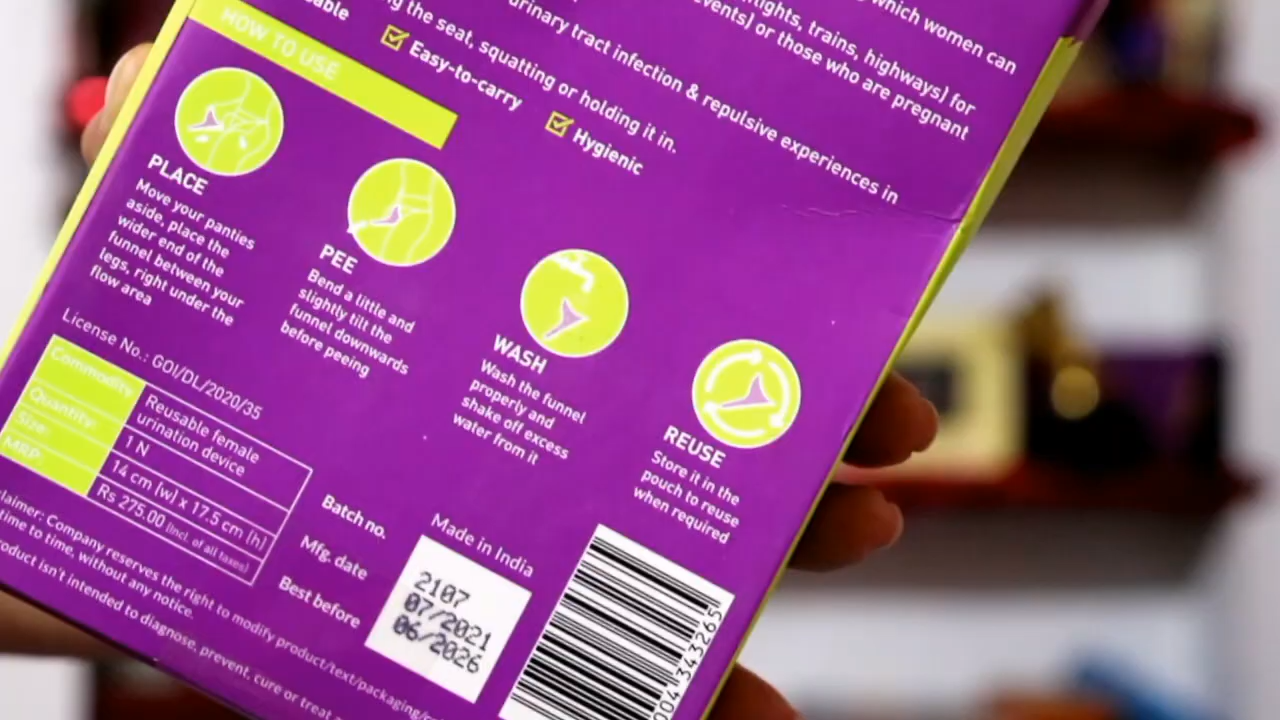 which women can
nights, trains, highways) for
events) or those who are pregnant
urinary tract infection & repulsive experiences in
the seat, squatting or holding it in.
Easy-to-carry
Hygienic
HOW TO USE
PLACE
Move your panties
aside, place the
wider end of the
funnel between your
legs, right under the
flow area
PEE
Bend a little and
slightly tilt the
funnel downwards
before peeing
WASH
Wash the funnel
properly and
shake off excess
water from it
REUSE
Store it in the
pouch to reuse
when required
License No.: GOI/DL/2020/35
Commodity
Reusable female
urination device
Quantity:
1 N
Size:
14 cm (w) x 17.5 cm (h)
MRP:
Rs 275.00 (Incl. of all taxes)
Batch no.
Mfg. date
Best before
Made in India
2107
07/2021
06/2026
004 343265
Company reserves the right to modify product/text/packaging/
time to time, without any notice.
isn't intended to diagnose, prevent, cure or treat